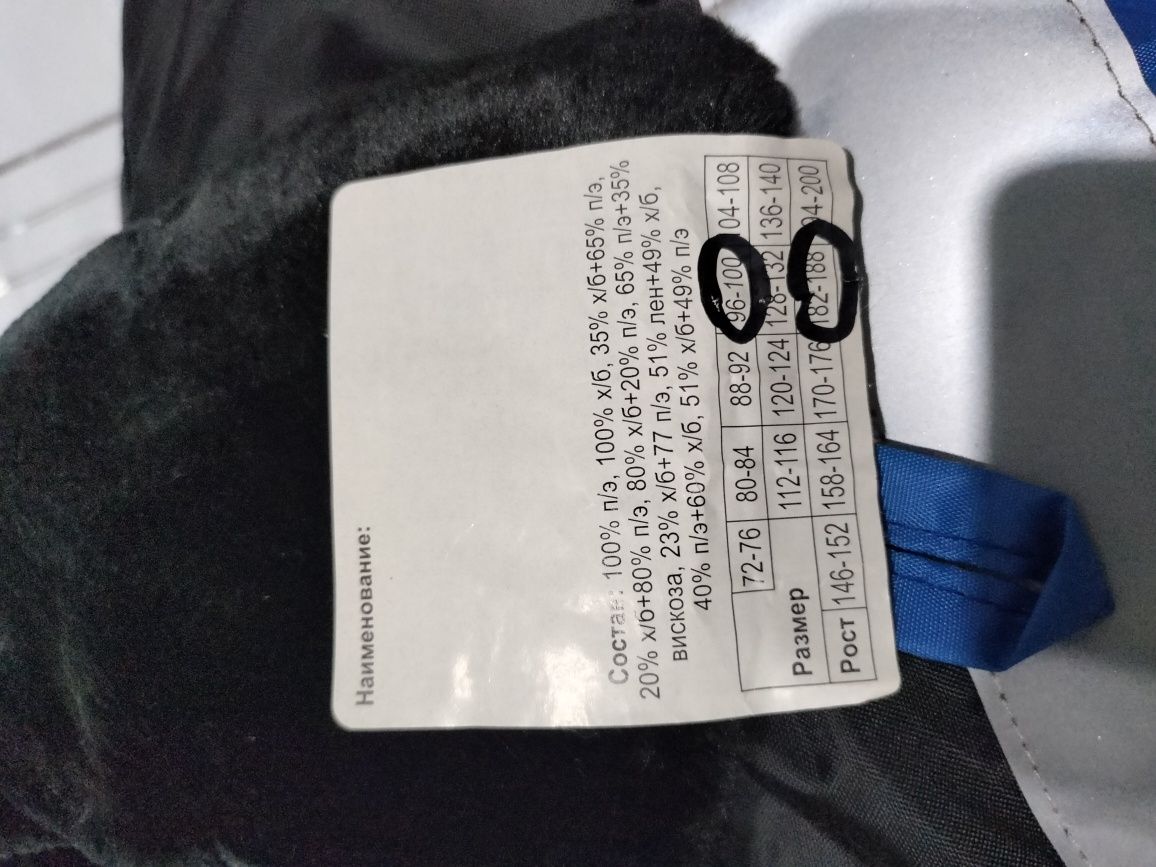 Наименование:
Состав: 100% п/э, 100% х/б, 35% х/б+65% п/э,
20% х/б+80% п/э, 80% х/б+20% п/э, 65% п/э+35%
вискоза, 23% х/б+77 п/э, 51% лен+49% х/б,
40% п/э+60% х/б, 51% х/б+49% п/э
72-76 80-84 88-92 96-100 104-108
Размер 112-116 120-124 128-132 136-140
Рост 146-152 158-164 170-176 182-188 194-200